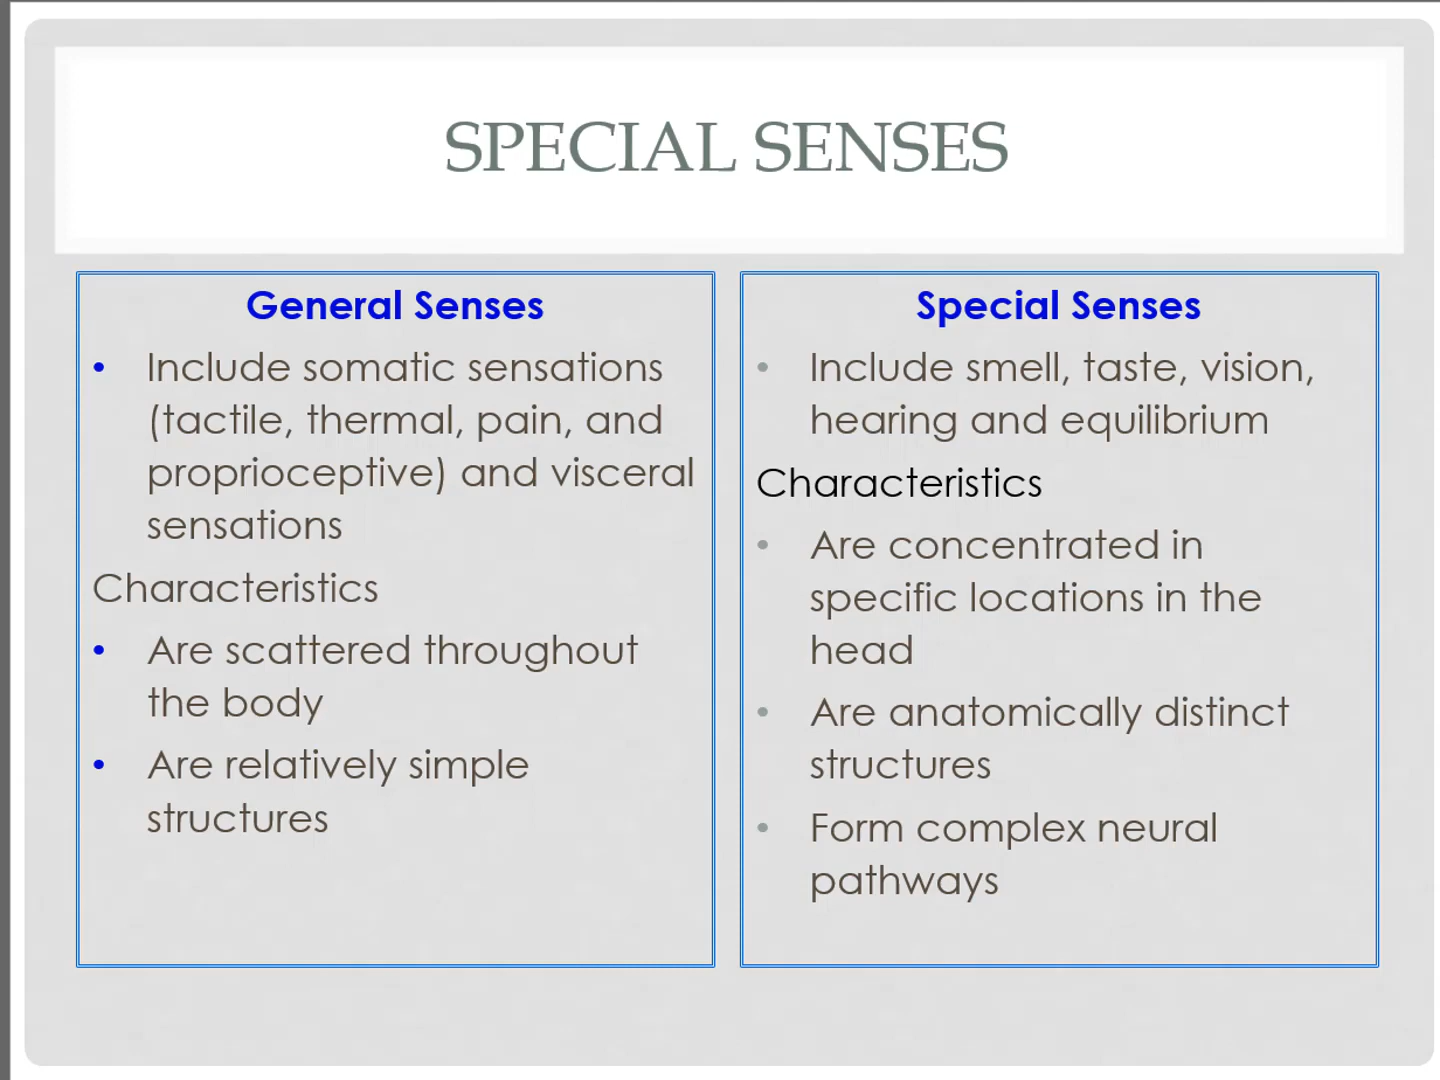 SPECIAL SENSES
General Senses
• Include somatic sensations
(tactile, thermal, pain, and
proprioceptive) and visceral
sensations
Characteristics
• Are scattered throughout
the body
• Are relatively simple
structures
Special Senses
• Include smell, taste, vision,
hearing and equilibrium
Characteristics
• Are concentrated in
specific locations in the
head
• Are anatomically distinct
structures
• Form complex neural
pathways